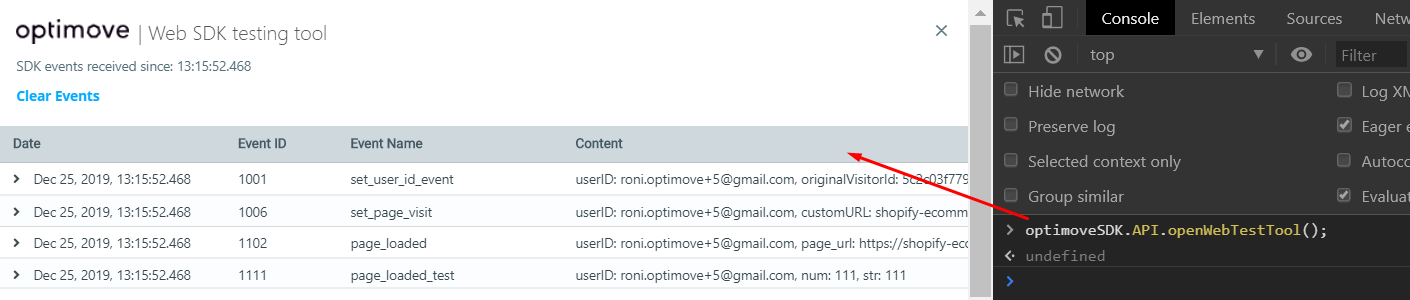 optimove | Web SDK testing tool
SDK events received since: 13:15:52.468
Clear Events
Date Event ID Event Name Content
Dec 25, 2019, 13:15:52.468 1001 set_user_id_event userID: roni.optimove+5@gmail.com, originalVisitorId: 5c2c03f779
Dec 25, 2019, 13:15:52.468 1006 set_page_visit userID: roni.optimove+5@gmail.com, customURL: shopify-ecomm
Dec 25, 2019, 13:15:52.468 1102 page_loaded userID: roni.optimove+5@gmail.com, page_url: https://shopify-ec
Dec 25, 2019, 13:15:52.468 1111 page_loaded_test userID: roni.optimove+5@gmail.com, num: 111, str: 111
Console Elements Sources Netw
top Filter
Hide network Log XM
Preserve log Eager e
Selected context only Autoco
Group similar Evaluat
optimoveSDK.API.openWebTestTool();
undefined